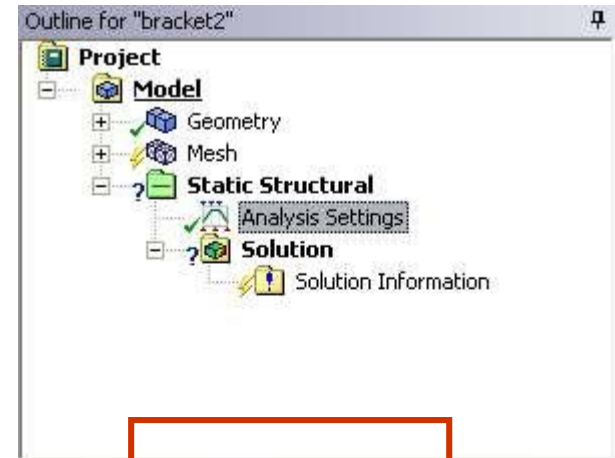 Outline for "bracket2"
Project
Model
Geometry
Mesh
Static Structural
Analysis Settings
Solution
Solution Information